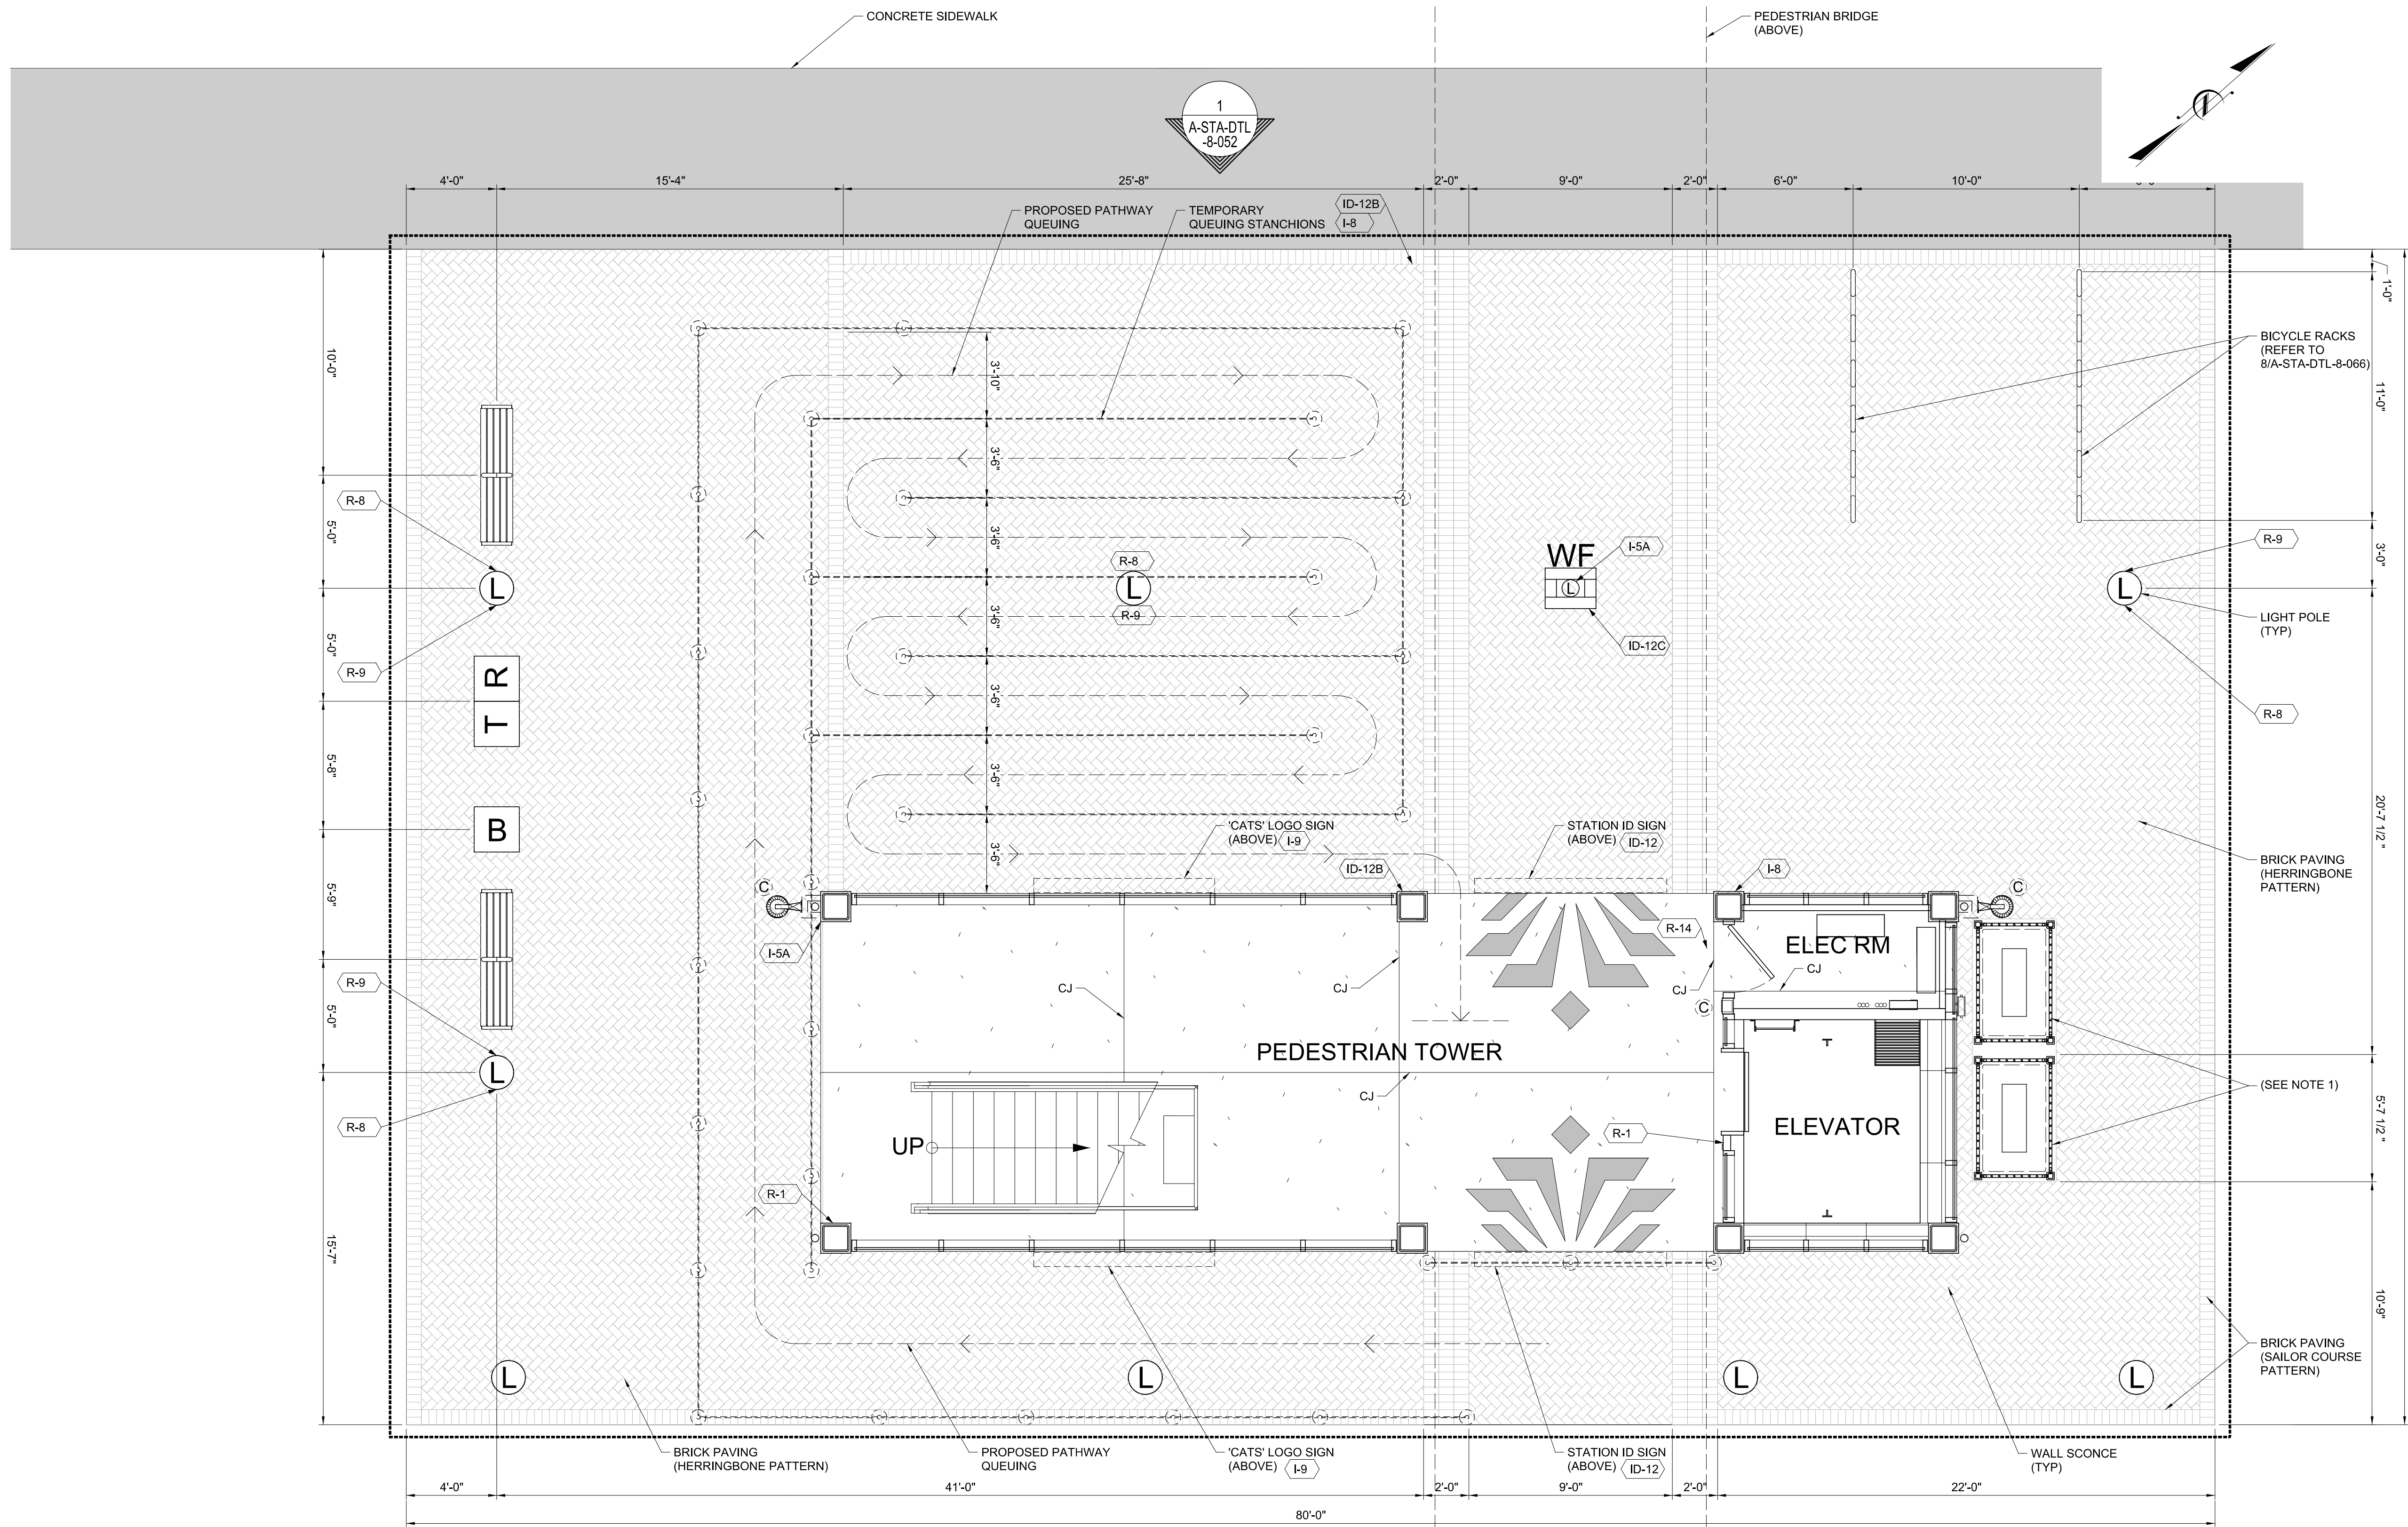 CONCRETE SIDEWALK
PEDESTRIAN BRIDGE
(ABOVE)
1
A-STA-DTL
-8-052
4'-0"
15'-4"
25'-8"
2'-0"
9'-0"
2'-0"
6'-0"
10'-0"
PROPOSED PATHWAY
QUEUING
TEMPORARY
QUEUING STANCHIONS
ID-12B
I-8
1'-0"
BICYCLE RACKS
(REFER TO
8/A-STA-DTL-8-066)
10'-0"
3'-10"
11'-0"
3'-6"
R-8
5'-0"
3'-6"
R-8
L
R-9
WF
L
I-5A
ID-12C
R-9
3'-0"
L
L
LIGHT POLE
(TYP)
R-8
5'-0"
R-9
R
T
3'-6"
3'-6"
3'-6"
3'-6"
5'-8"
B
20'-7 1/2"
'CATS' LOGO SIGN
(ABOVE)
I-9
STATION ID SIGN
(ABOVE)
ID-12
ID-12B
I-8
BRICK PAVING
(HERRINGBONE
PATTERN)
5'-9"
C
C
I-5A
R-14
ELEC RM
CJ
CJ
CJ
CJ
C
R-9
5'-0"
PEDESTRIAN TOWER
L
CJ
(SEE NOTE 1)
R-8
5'-7 1/2"
UP
R-1
ELEVATOR
R-1
15'-7"
10'-9"
L
L
L
L
BRICK PAVING
(SAILOR COURSE
PATTERN)
BRICK PAVING
(HERRINGBONE PATTERN)
PROPOSED PATHWAY
QUEUING
'CATS' LOGO SIGN
(ABOVE)
I-9
STATION ID SIGN
(ABOVE)
ID-12
WALL SCONCE
(TYP)
4'-0"
41'-0"
2'-0"
9'-0"
2'-0"
22'-0"
80'-0"